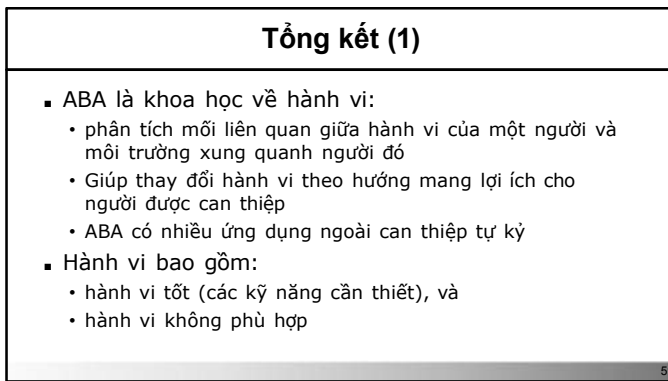 Tổng kết (1)
▪ ABA là khoa học về hành vi:
• phân tích mối liên quan giữa hành vi của một người và
môi trường xung quanh người đó
• Giúp thay đổi hành vi theo hướng mang lợi ích cho
người được can thiệp
• ABA có nhiều ứng dụng ngoài can thiệp tự kỷ
▪ Hành vi bao gồm:
• hành vi tốt (các kỹ năng cần thiết), và
• hành vi không phù hợp